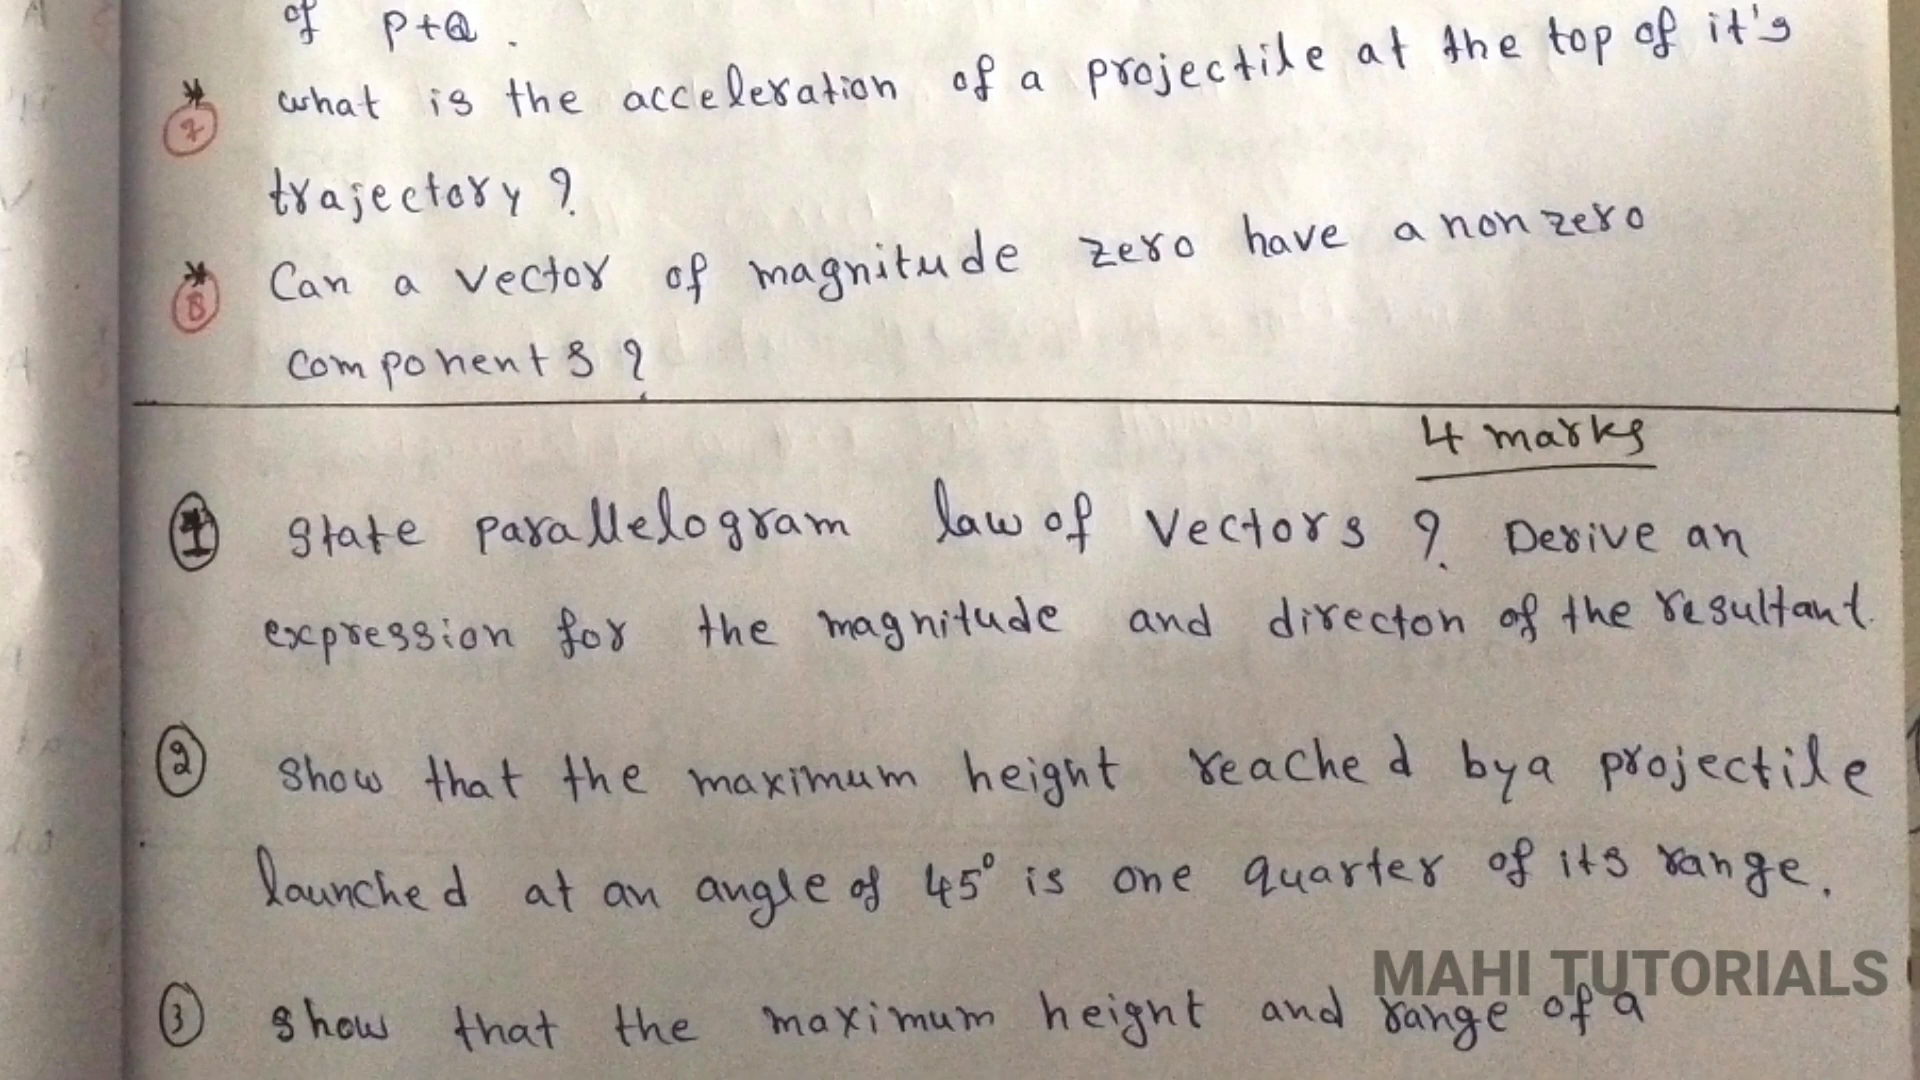 of P+Q.
* 7 what is the acceleration of a projectile at the top of it's
trajectory ?
* 8 Can a vector of magnitude zero have a non zero
components ?
4 marks
1 state parallelogram law of vectors ? Derive an
expression for the magnitude and directon of the resultant.
2 show that the maximum height reached by a projectile
launched at an angle of 45° is one quarter of its range.
MAHI TUTORIALS
3 show that the maximum height and range of a